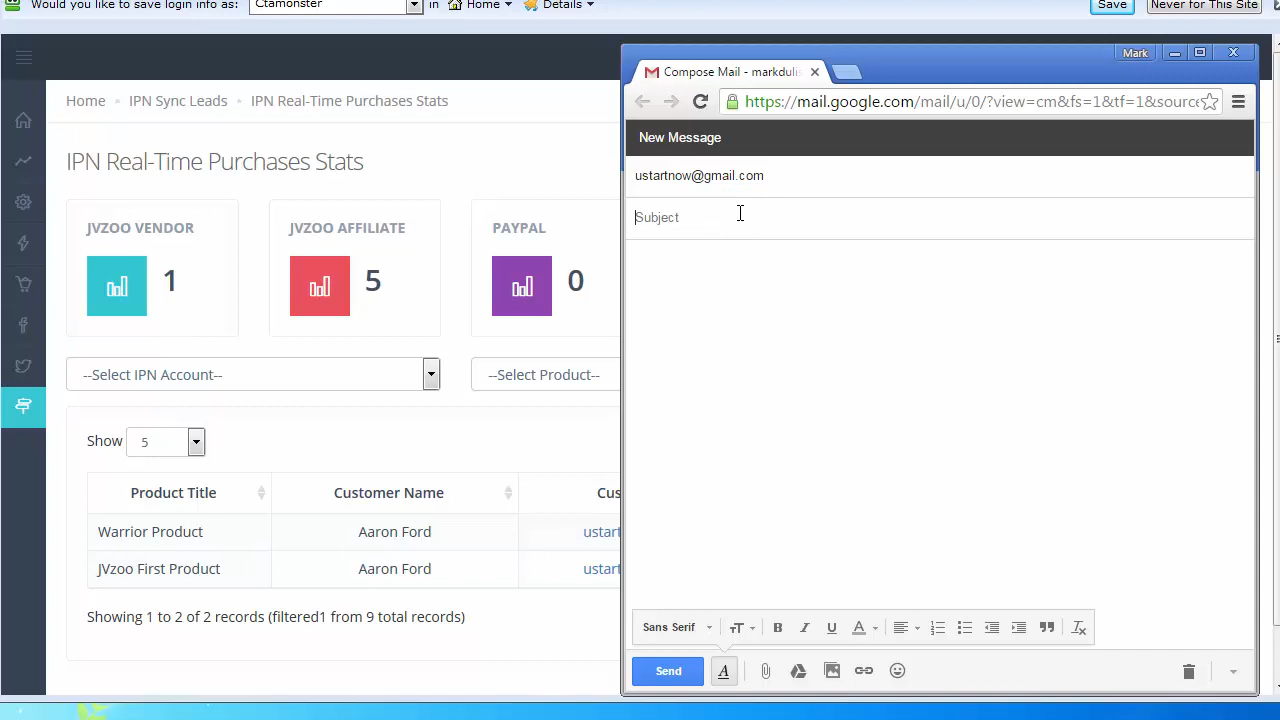 Would you like to save login info as: Ctamonster in Home Details Save Never for This Site
Mark
Compose Mail - markdulis
https://mail.google.com/mail/u/0/?view=cm&fs=1&tf=1&source
New Message
ustartnow@gmail.com
Subject
Sans Serif
Send
Home IPN Sync Leads IPN Real-Time Purchases Stats
IPN Real-Time Purchases Stats
JVZOO VENDOR
1
JVZOO AFFILIATE
5
PAYPAL
0
--Select IPN Account--
--Select Product--
Show 5
Product Title Customer Name Cus
Warrior Product Aaron Ford ustart
JVzoo First Product Aaron Ford ustart
Showing 1 to 2 of 2 records (filtered1 from 9 total records)